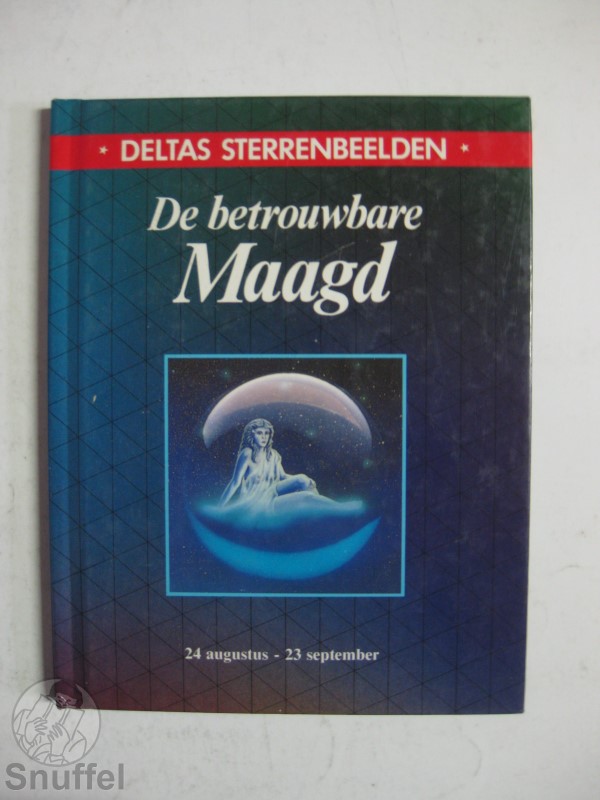 * DELTAS STERRENBEELDEN *
De betrouwbare
Maagd
24 augustus - 23 september
Snuffel